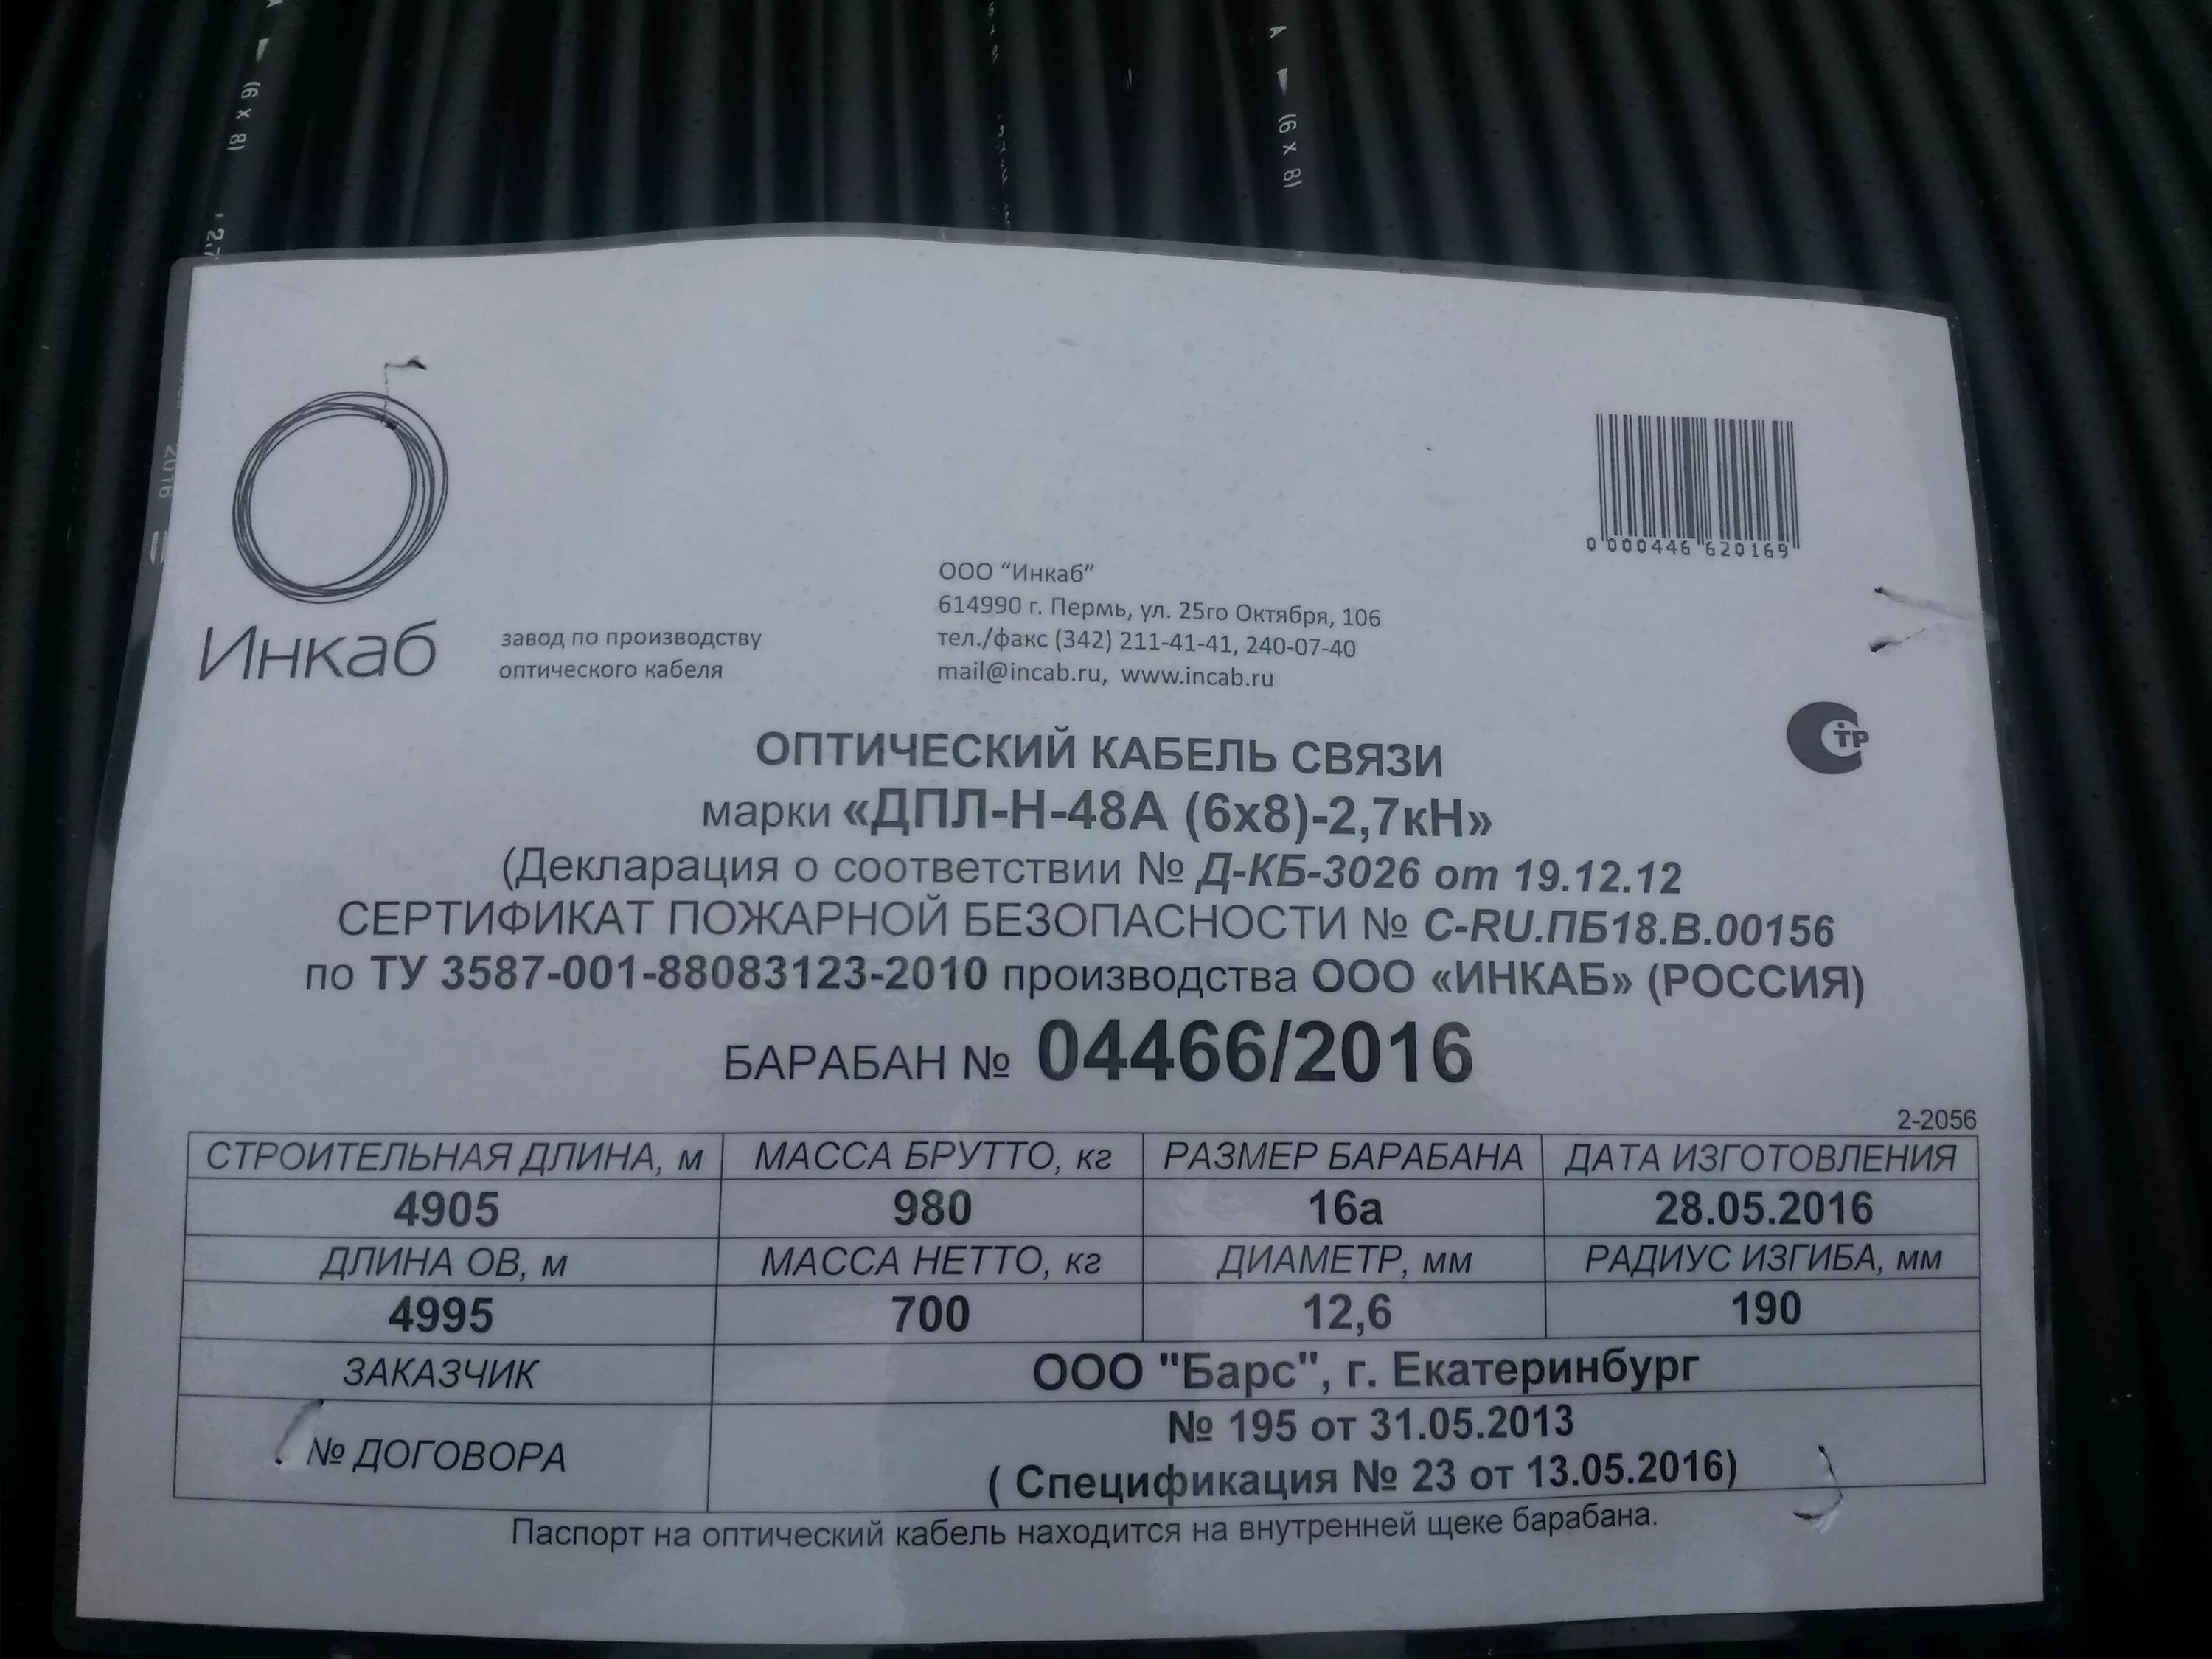 А (6 x 8)
А (6 x 8)
2,7
2016
0 000446 620169
ООО “Инкаб”
614990 г. Пермь, ул. 25го Октября, 106
тел./факс (342) 211-41-41, 240-07-40
mail@incab.ru, www.incab.ru
Инкаб
завод по производству
оптического кабеля
СТР
ОПТИЧЕСКИЙ КАБЕЛЬ СВЯЗИ
марки «ДПЛ-Н-48А (6х8)-2,7кН»
(Декларация о соответствии № Д-КБ-3026 от 19.12.12
СЕРТИФИКАТ ПОЖАРНОЙ БЕЗОПАСНОСТИ № C-RU.ПБ18.В.00156
по ТУ 3587-001-88083123-2010 производства ООО «ИНКАБ» (РОССИЯ)
БАРАБАН № 04466/2016
2-2056
СТРОИТЕЛЬНАЯ ДЛИНА, м МАССА БРУТТО, кг РАЗМЕР БАРАБАНА ДАТА ИЗГОТОВЛЕНИЯ
4905 980 16а 28.05.2016
ДЛИНА ОВ, м МАССА НЕТТО, кг ДИАМЕТР, мм РАДИУС ИЗГИБА, мм
4995 700 12,6 190
ЗАКАЗЧИК ООО "Барс", г. Екатеринбург
№ ДОГОВОРА № 195 от 31.05.2013
( Спецификация № 23 от 13.05.2016)
Паспорт на оптический кабель находится на внутренней щеке барабана.